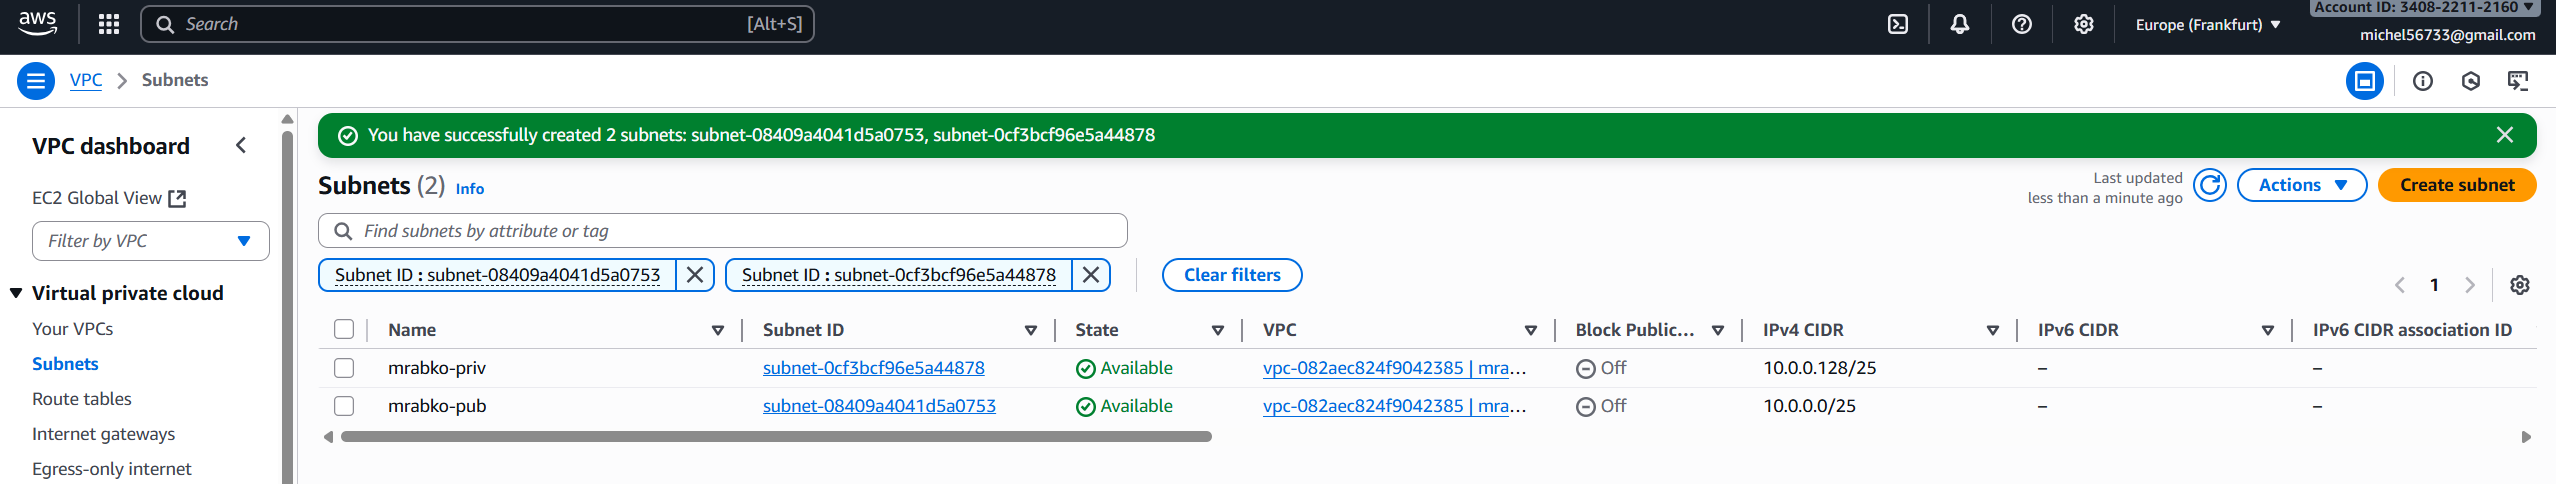 aws
Search [Alt+S]
Europe (Frankfurt)
Account ID: 3408-2211-2160
michel56733@gmail.com
VPC Subnets
VPC dashboard
EC2 Global View
Filter by VPC
Virtual private cloud
Your VPCs
Subnets
Route tables
Internet gateways
Egress-only internet
You have successfully created 2 subnets: subnet-08409a4041d5a0753, subnet-0cf3bcf96e5a44878
Subnets (2) Info
Last updated
less than a minute ago
Actions
Create subnet
Find subnets by attribute or tag
Subnet ID : subnet-08409a4041d5a0753
Subnet ID : subnet-0cf3bcf96e5a44878
Clear filters
1
Name Subnet ID State VPC Block Public... IPv4 CIDR IPv6 CIDR IPv6 CIDR association ID
mrabko-priv subnet-0cf3bcf96e5a44878 Available vpc-082aec824f9042385 | mra... Off 10.0.0.128/25 – –
mrabko-pub subnet-08409a4041d5a0753 Available vpc-082aec824f9042385 | mra... Off 10.0.0.0/25 – –